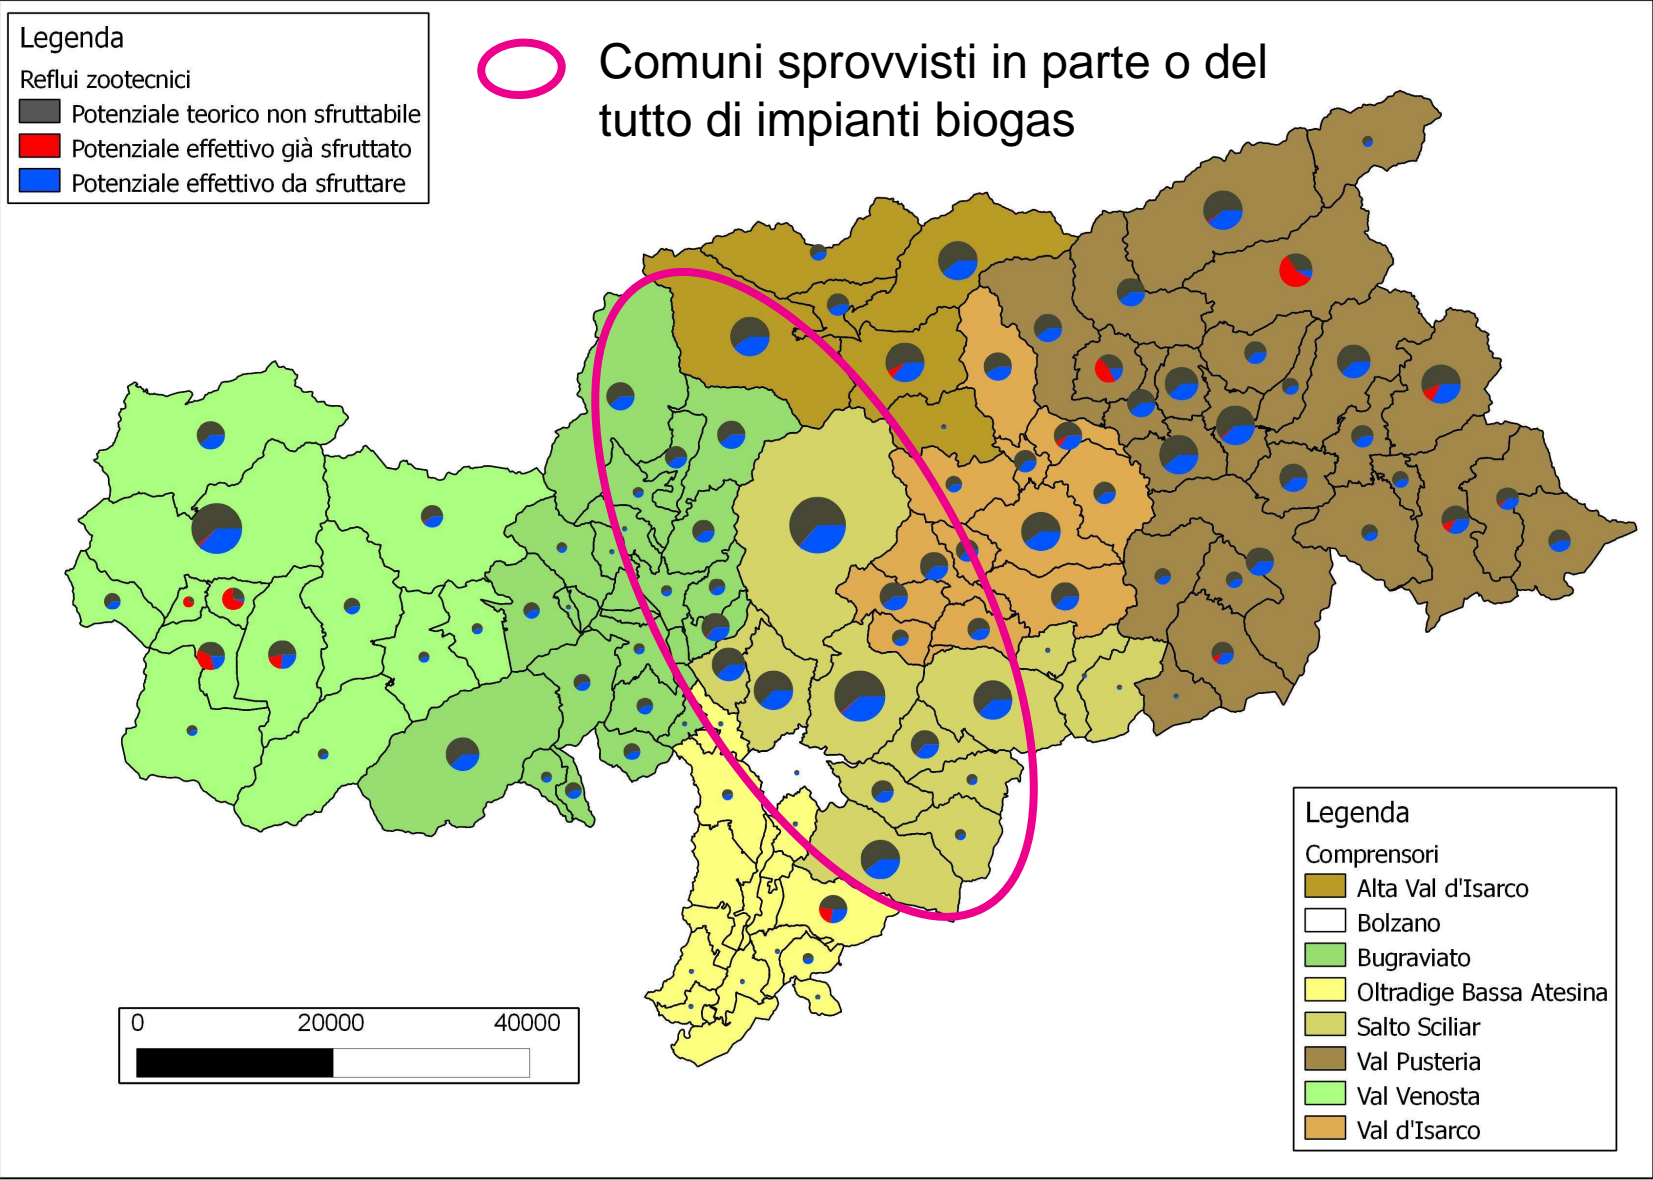 Legenda
Reflui zootecnici
Potenziale teorico non sfruttabile
Potenziale effettivo già sfruttato
Potenziale effettivo da sfruttare
Comuni sprovvisti in parte o del
tutto di impianti biogas
0 20000 40000
Legenda
Comprensori
Alta Val d'Isarco
Bolzano
Bugraviato
Oltradige Bassa Atesina
Salto Sciliar
Val Pusteria
Val Venosta
Val d'Isarco